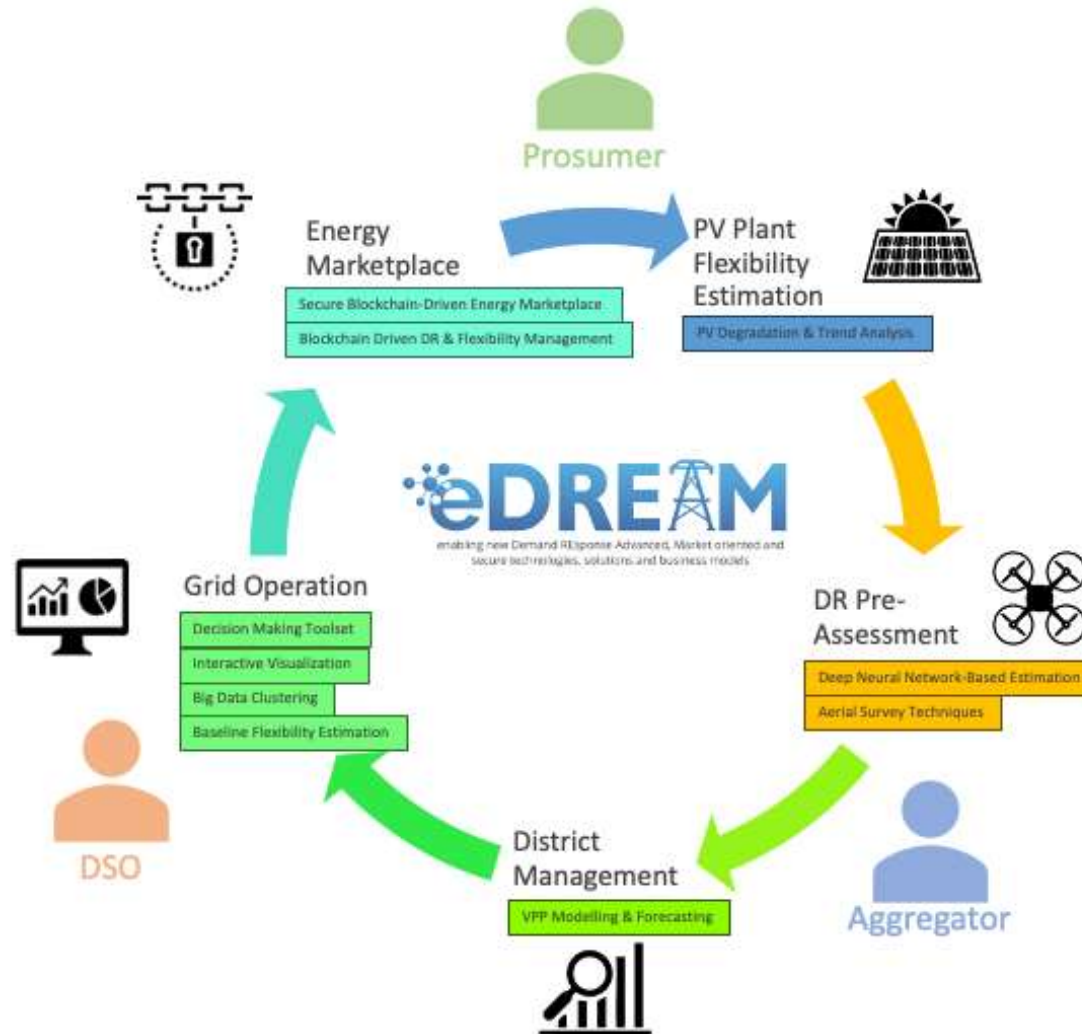 Prosumer
Energy
Marketplace
Secure Blockchain-Driven Energy Marketplace
Blockchain Driven DR & Flexibility Management
PV Plant
Flexibility
Estimation
PV Degradation & Trend Analysis
eDREAM
enabling new Demand REsponse Advanced, Market oriented and
secure technologies, solutions and business models
DR Pre-
Assessment
Deep Neural Network-Based Estimation
Aerial Survey Techniques
Grid Operation
Decision Making Toolset
Interactive Visualization
Big Data Clustering
Baseline Flexibility Estimation
DSO
District
Management
VPP Modelling & Forecasting
Aggregator